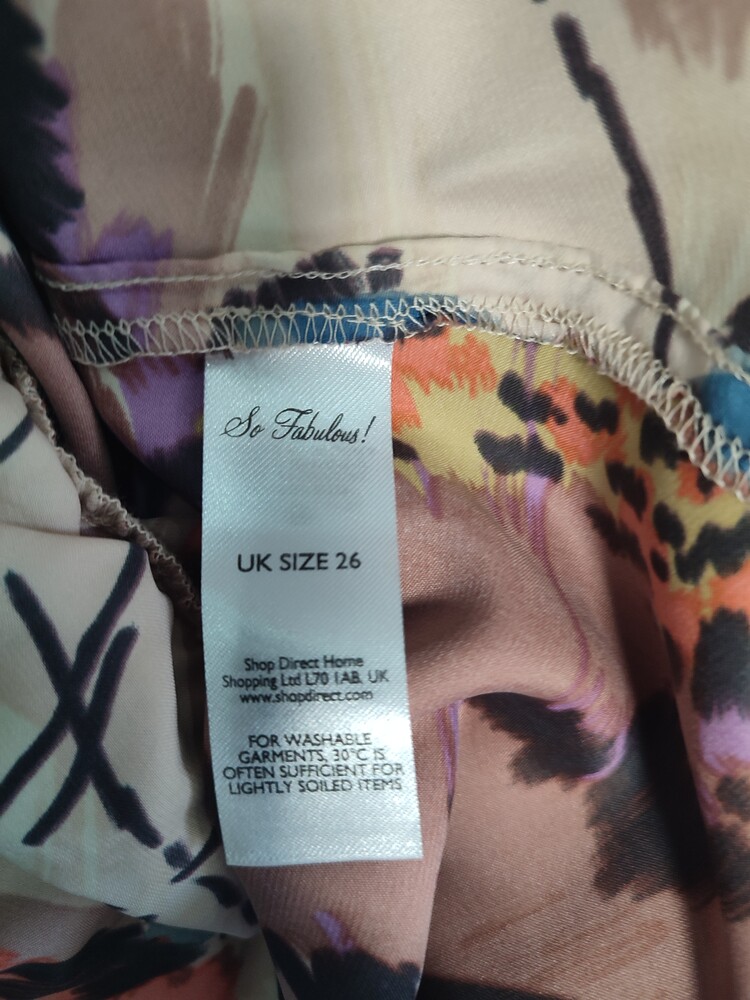 So Fabulous!
UK SIZE 26
Shop Direct Home
Shopping Ltd L70 1AB. UK
www.shopdirect.com
FOR WASHABLE
GARMENTS, 30°C IS
OFTEN SUFFICIENT FOR
LIGHTLY SOILED ITEMS